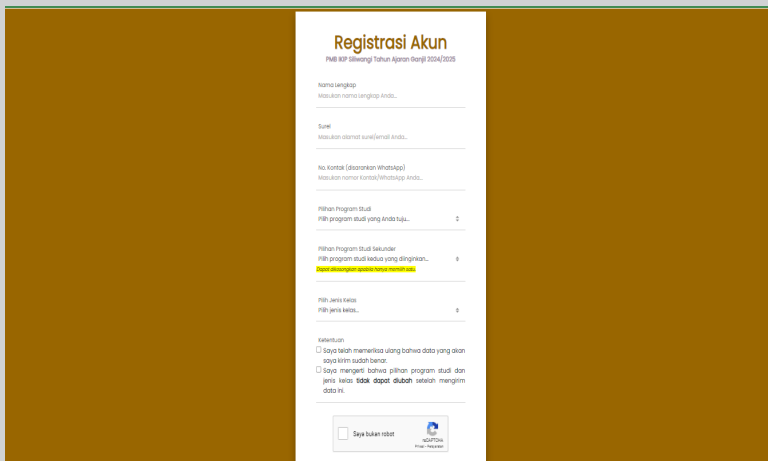 Registrasi Akun
PMB IKIP Siliwangi Tahun Ajaran Ganjil 2024/2025
Nama Lengkap
Masukan nama lengkap Anda...
Surel
Masukan alamat surel/email Anda...
No. Kontak (disarankan WhatsApp)
Masukan nomor Kontak/WhatsApp Anda...
Pilihan Program Studi
Pilih program studi yang Anda tuju...
Pilihan Program Studi Sekunder
Pilih program studi kedua yang diinginkan...
Dapat dikosongkan apabila hanya memilih satu.
Pilih Jenis Kelas
Pilih jenis kelas...
Ketentuan
Saya telah memeriksa ulang bahwa data yang akan
saya kirim sudah benar.
Saya mengerti bahwa pilihan program studi dan
jenis kelas tidak dapat diubah setelah mengirim
data ini.
Saya bukan robot
reCAPTCHA
Privasi - Persyaratan